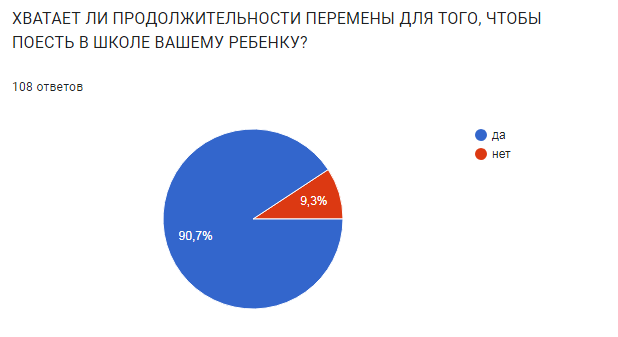 ХВАТАЕТ ЛИ ПРОДОЛЖИТЕЛЬНОСТИ ПЕРЕМЕНЫ ДЛЯ ТОГО, ЧТОБЫ
ПОЕСТЬ В ШКОЛЕ ВАШЕМУ РЕБЕНКУ?
108 ответов
да
нет
9,3%
90,7%